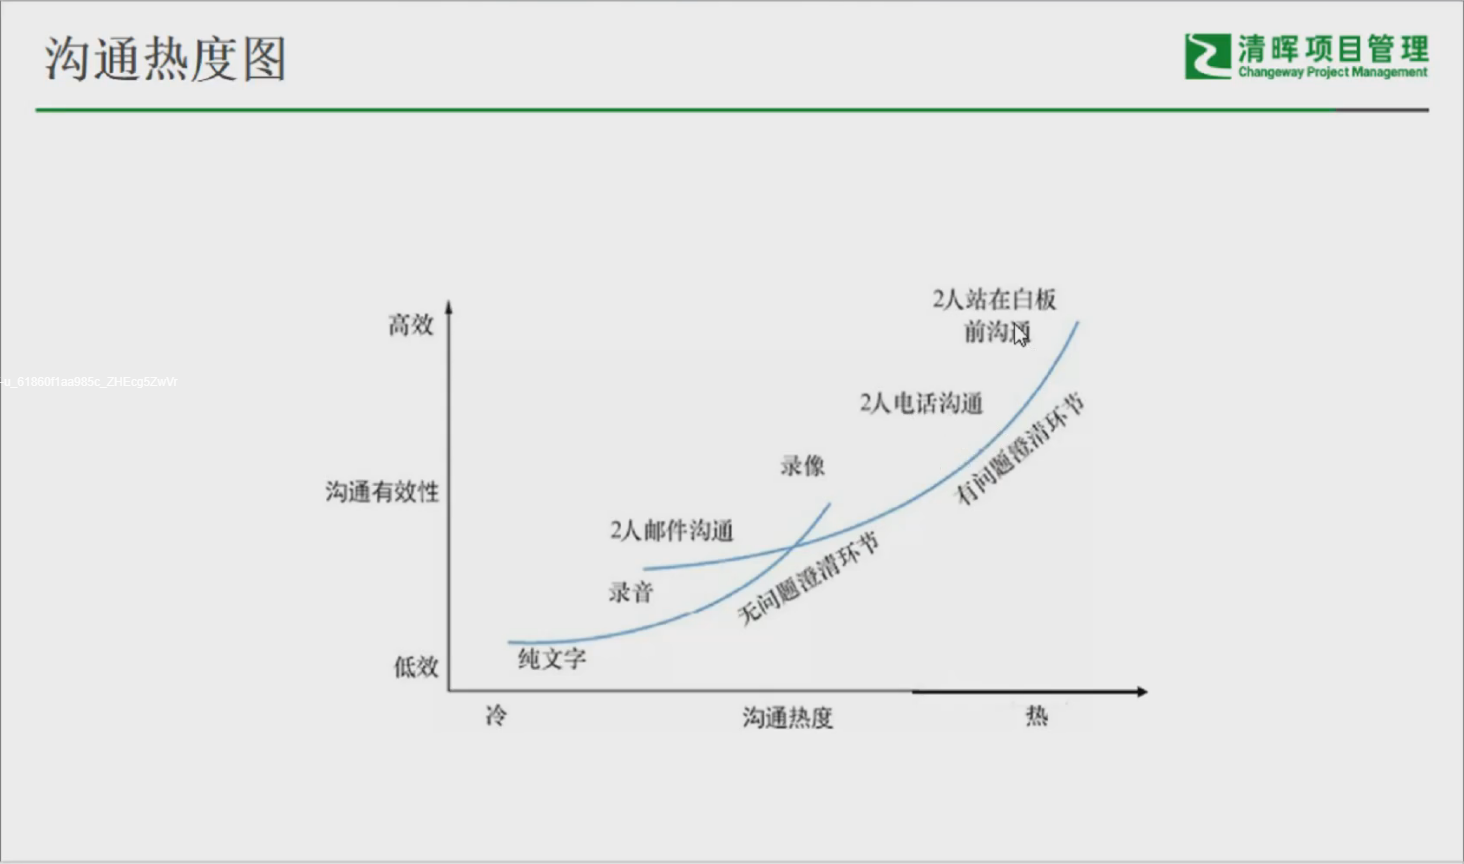 沟通热度图
清晖项目管理
Changeway Project Management
2人站在白板
前沟通
高效
-u_61860f1aa985c_ZHEcg5ZwVr
2人电话沟通
有问题澄清环节
录像
沟通有效性
2人邮件沟通
无问题澄清环节
录音
纯文字
低效
冷
沟通热度
热